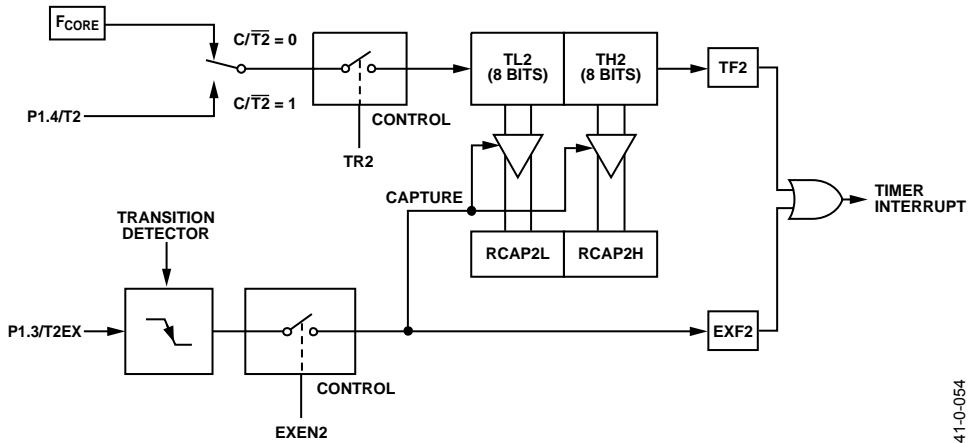 FCORE
C/T2 = 0
C/T2 = 1
P1.4/T2
CONTROL
TR2
TL2
(8 BITS)
TH2
(8 BITS)
TF2
CAPTURE
TRANSITION
DETECTOR
RCAP2L
RCAP2H
TIMER
INTERRUPT
P1.3/T2EX
CONTROL
EXEN2
EXF2
41-0-054